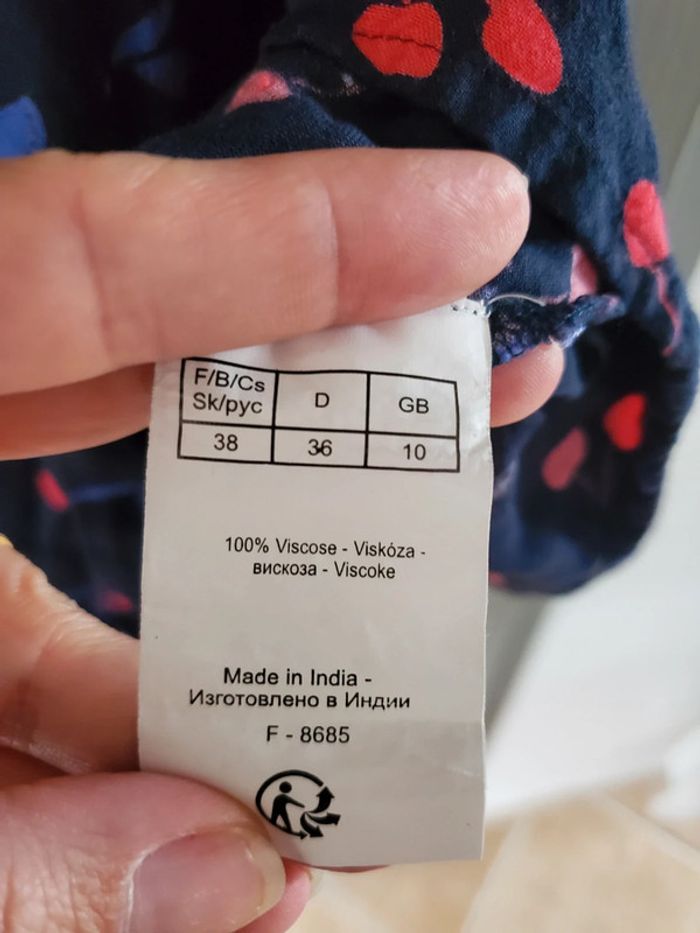 F/B/Cs D GB
Sk/рус
38 36 10
100% Viscose - Viskóza -
вискоза - Viscoke
Made in India -
Изготовлено в Индии
F - 8685